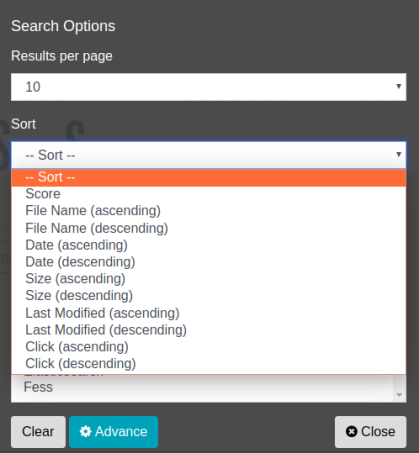 Search Options
Results per page
10
Sort
-- Sort --
-- Sort --
Score
File Name (ascending)
File Name (descending)
Date (ascending)
Date (descending)
Size (ascending)
Size (descending)
Last Modified (ascending)
Last Modified (descending)
Click (ascending)
Click (descending)
Fess
Clear
Advance
Close